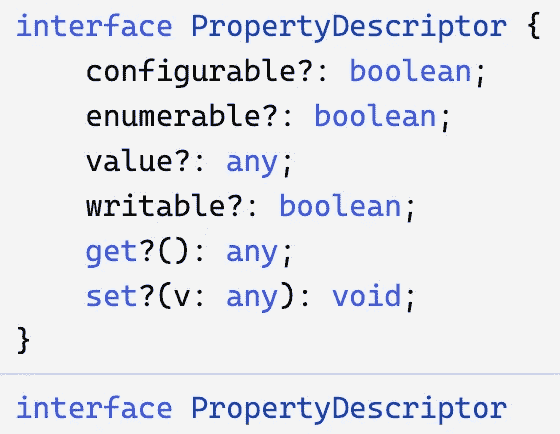 interface PropertyDescriptor {
    configurable?: boolean;
    enumerable?: boolean;
    value?: any;
    writable?: boolean;
    get?(): any;
    set?(v: any): void;
}
interface PropertyDescriptor